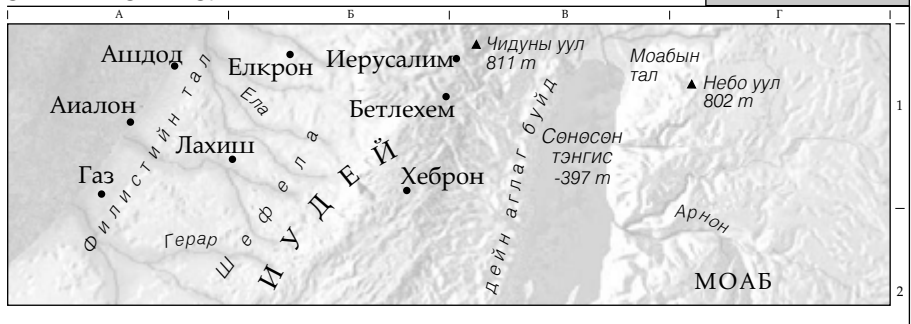 А Б В Г
Ашдод
Елкрон
Иерусалим
Чидуны уул
811 m
Моабын
тал
Небо уул
802 m
1
Аиалон
Ела
Бетлехем
Филистийн тал
Лахиш
Шефела
ИУДЕЙ
Хеброн
дейн аглаг буйд
Сөнөсөн
тэнгис
-397 m
Газ
Герар
Арнон
МОАБ
2